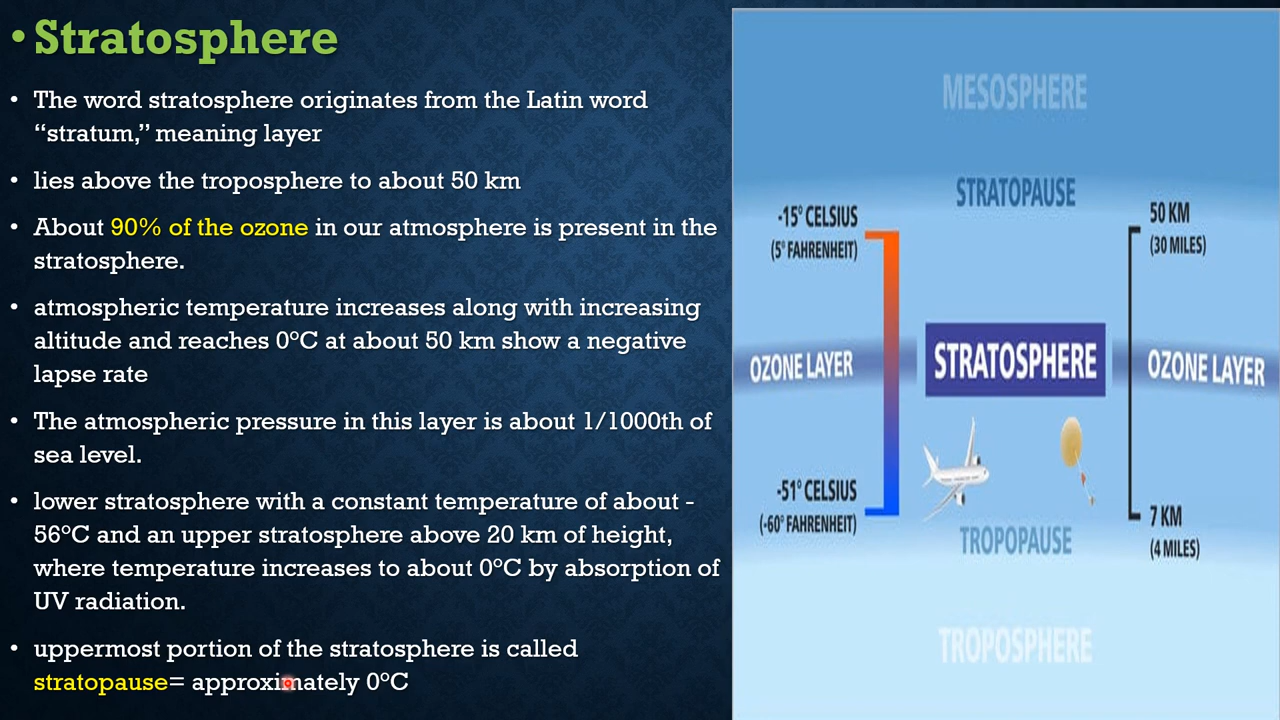 • Stratosphere
• The word stratosphere originates from the Latin word
“stratum,” meaning layer
• lies above the troposphere to about 50 km
• About 90% of the ozone in our atmosphere is present in the
stratosphere.
• atmospheric temperature increases along with increasing
altitude and reaches 0°C at about 50 km show a negative
lapse rate
• The atmospheric pressure in this layer is about 1/1000th of
sea level.
• lower stratosphere with a constant temperature of about -
56°C and an upper stratosphere above 20 km of height,
where temperature increases to about 0°C by absorption of
UV radiation.
• uppermost portion of the stratosphere is called
stratopause= approximately 0°C
MESOSPHERE
STRATOPAUSE
-15° CELSIUS
(5° FAHRENHEIT)
50 KM
(30 MILES)
OZONE LAYER
STRATOSPHERE
OZONE LAYER
-51° CELSIUS
(-60° FAHRENHEIT)
7 KM
(4 MILES)
TROPOPAUSE
TROPOSPHERE